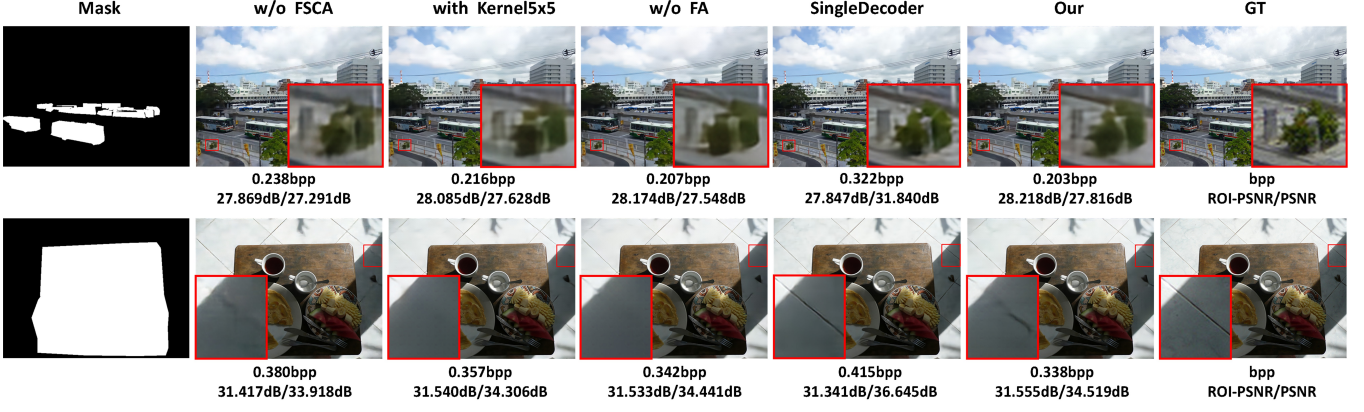 Mask w/o FSCA with Kernel5x5 w/o FA SingleDecoder Our GT
0.238bpp 0.216bpp 0.207bpp 0.322bpp 0.203bpp bpp
27.869dB/27.291dB 28.085dB/27.628dB 28.174dB/27.548dB 27.847dB/31.840dB 28.218dB/27.816dB ROI-PSNR/PSNR
0.380bpp 0.357bpp 0.342bpp 0.415bpp 0.338bpp bpp
31.417dB/33.918dB 31.540dB/34.306dB 31.533dB/34.441dB 31.341dB/36.645dB 31.555dB/34.519dB ROI-PSNR/PSNR